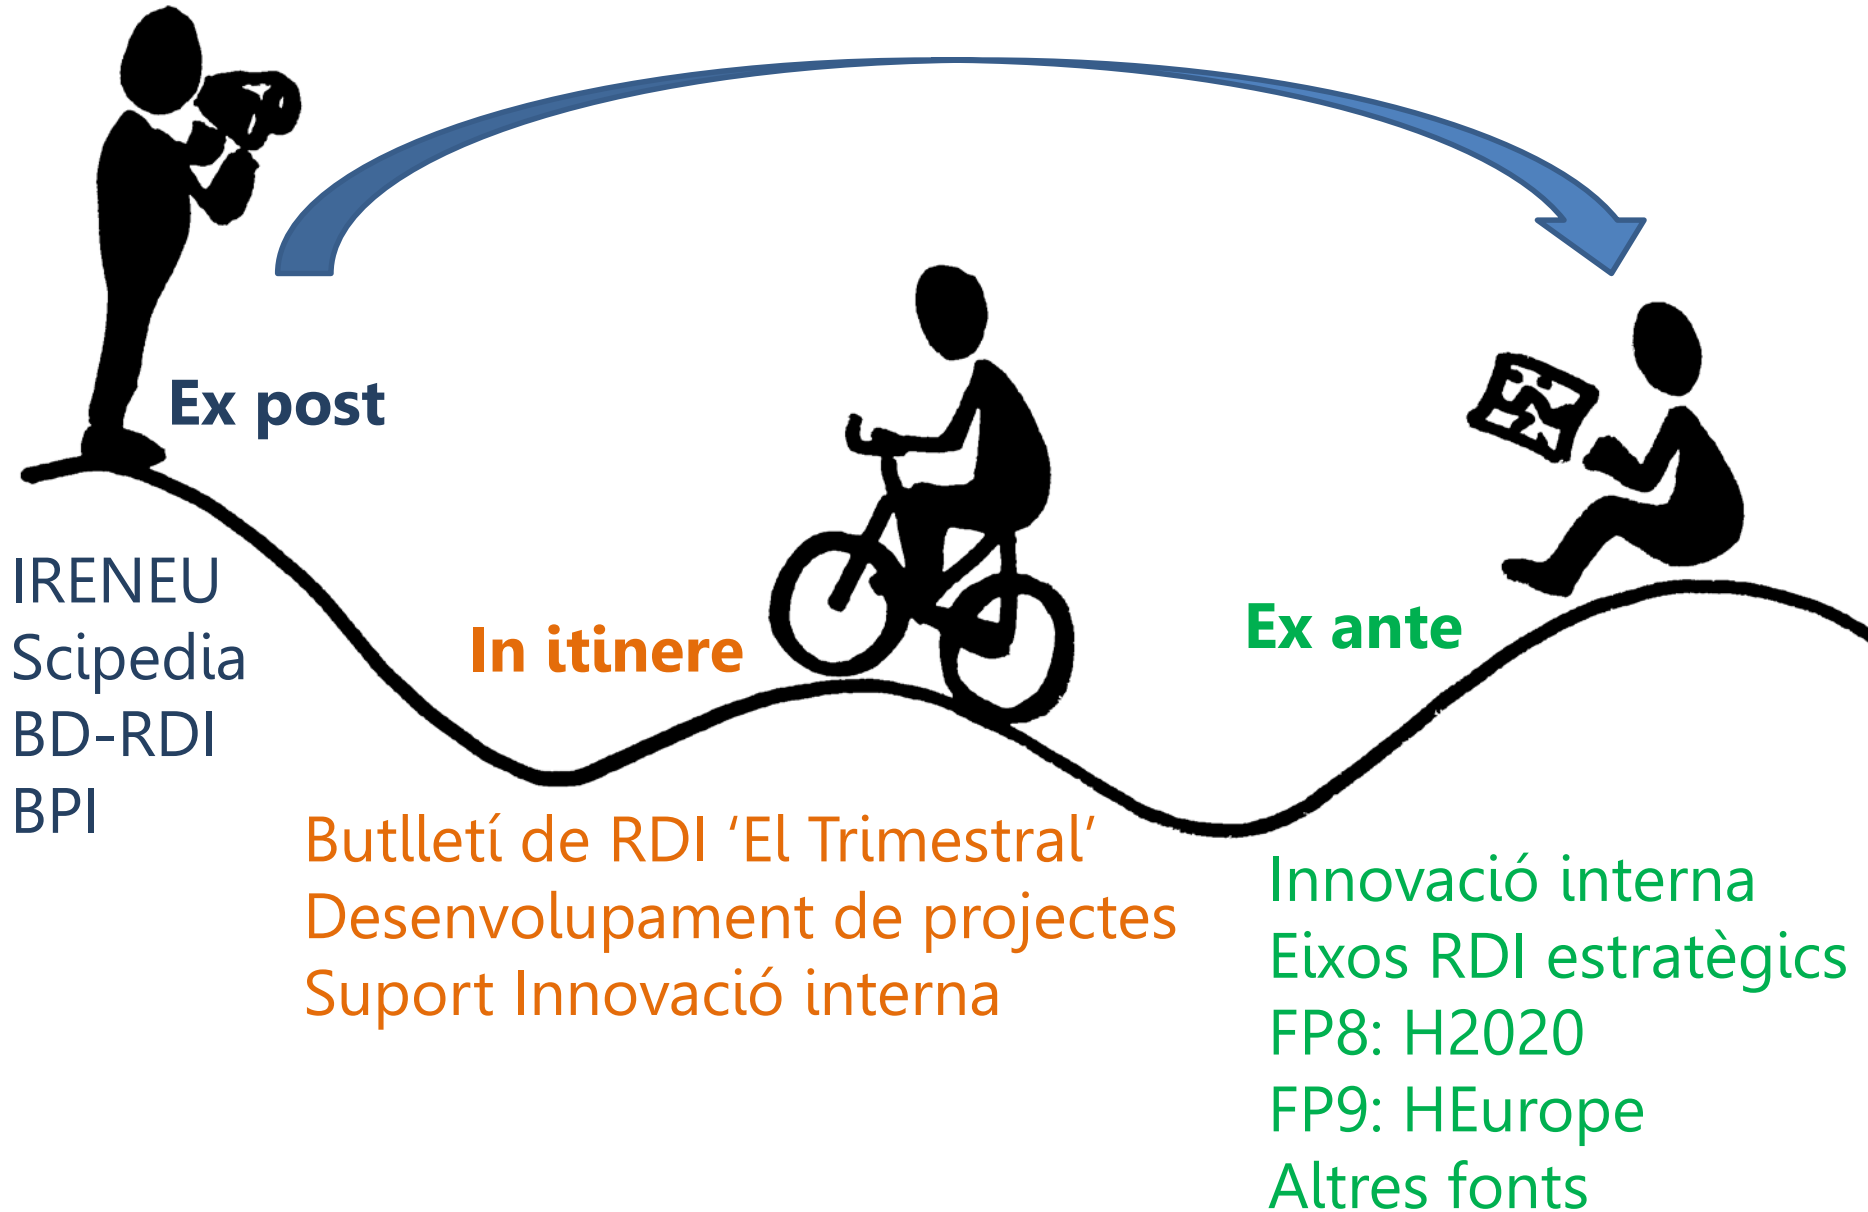 Ex post
IRENEU
Scipedia
BD-RDI
BPI
In itinere
Butlletí de RDI ‘El Trimestral’
Desenvolupament de projectes
Suport Innovació interna
Ex ante
Innovació interna
Eixos RDI estratègics
FP8: H2020
FP9: HEurope
Altres fonts